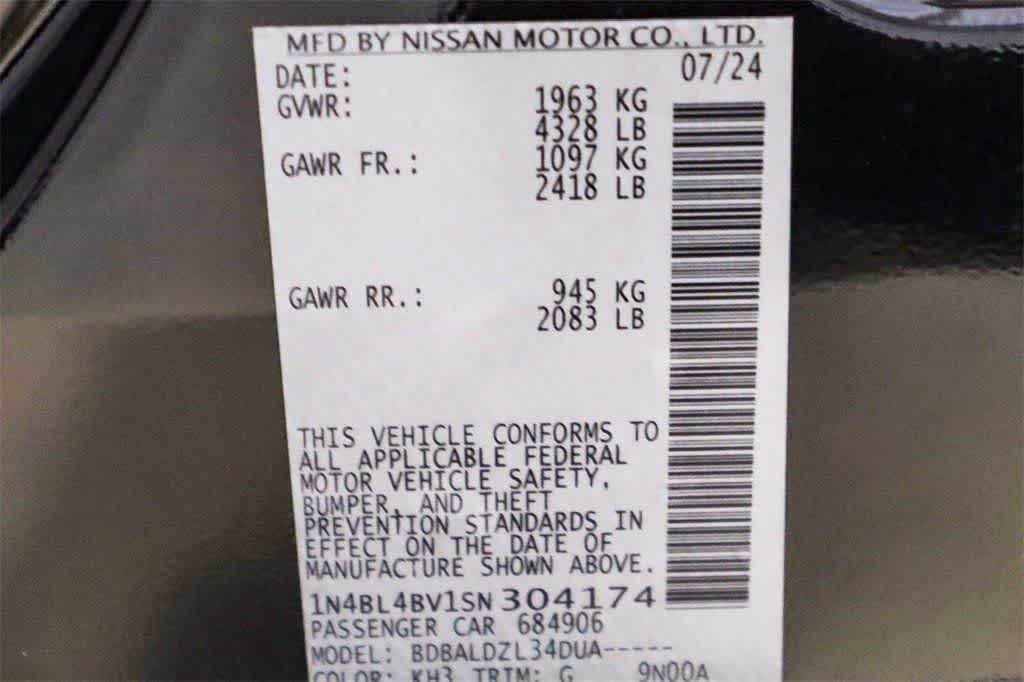 MFD BY NISSAN MOTOR CO., LTD.
DATE: 07/24
GVWR: 1963 KG
4328 LB
GAWR FR.: 1097 KG
2418 LB
GAWR RR.: 945 KG
2083 LB
THIS VEHICLE CONFORMS TO
ALL APPLICABLE FEDERAL
MOTOR VEHICLE SAFETY,
BUMPER, AND THEFT
PREVENTION STANDARDS IN
EFFECT ON THE DATE OF
MANUFACTURE SHOWN ABOVE.
1N4BL4BV1SN304174
PASSENGER CAR 684906
MODEL: BDBALDZL34DUA-----
COLOR: KH3 TRIM: G 9N00A